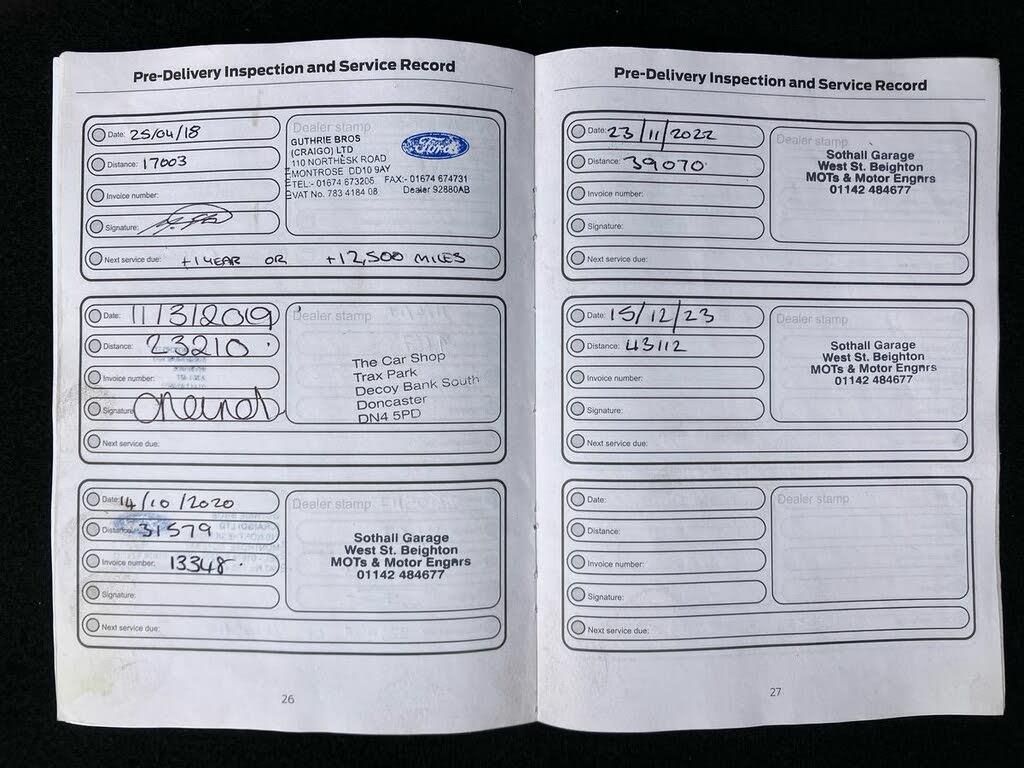 Pre-Delivery Inspection and Service Record
Date: 25/04/18
Distance: 17003
Invoice number:
Signature:
Next service due: +1 YEAR OR +12,500 MILES
Dealer stamp
GUTHRIE BROS
(CRAIGO) LTD
110 NORTHESK ROAD
MONTROSE DD10 9AY
TEL:- 01674 673206 FAX:- 01674 674731
VAT No. 783 4184 08 Dealer 92880AB
Ford
Date: 11/3/2019
Distance: 23210
Invoice number:
Signature:
Next service due:
Dealer stamp
The Car Shop
Trax Park
Decoy Bank South
Doncaster
DN4 5PD
Date: 14/10/2020
Distance: 31579
Invoice number: 13348
Signature:
Next service due:
Dealer stamp
Sothall Garage
West St. Beighton
MOTs & Motor Engnrs
01142 484677
26
Pre-Delivery Inspection and Service Record
Date: 23/11/2022
Distance: 39070
Invoice number:
Signature:
Next service due:
Dealer stamp
Sothall Garage
West St. Beighton
MOTs & Motor Engnrs
01142 484677
Date: 15/12/23
Distance: 43112
Invoice number:
Signature:
Next service due:
Dealer stamp
Sothall Garage
West St. Beighton
MOTs & Motor Engnrs
01142 484677
Date:
Distance:
Invoice number:
Signature:
Next service due:
Dealer stamp
27